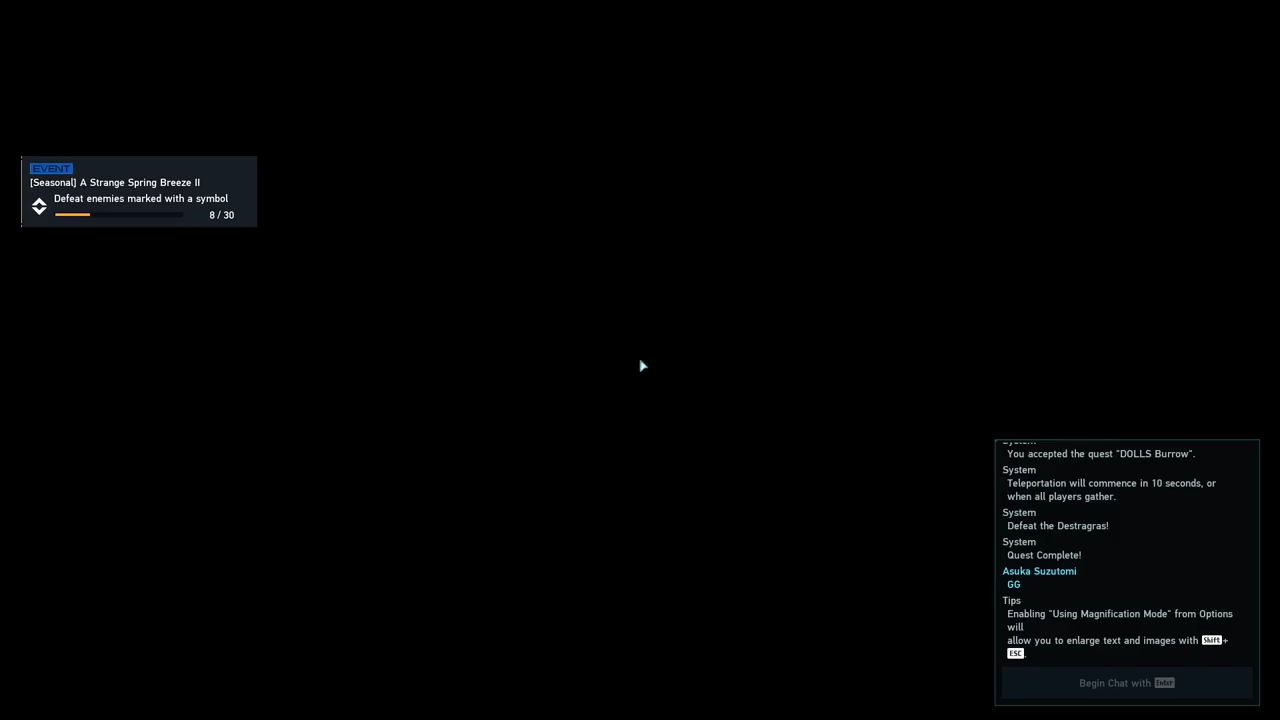 EVENT
[Seasonal] A Strange Spring Breeze II
Defeat enemies marked with a symbol
8 / 30
System
You accepted the quest "DOLLS Burrow".
System
Teleportation will commence in 10 seconds, or
when all players gather.
System
Defeat the Destragras!
System
Quest Complete!
Asuka Suzutomi
GG
Tips
Enabling "Using Magnification Mode" from Options
will
allow you to enlarge text and images with Shift +
ESC.
Begin Chat with Enter